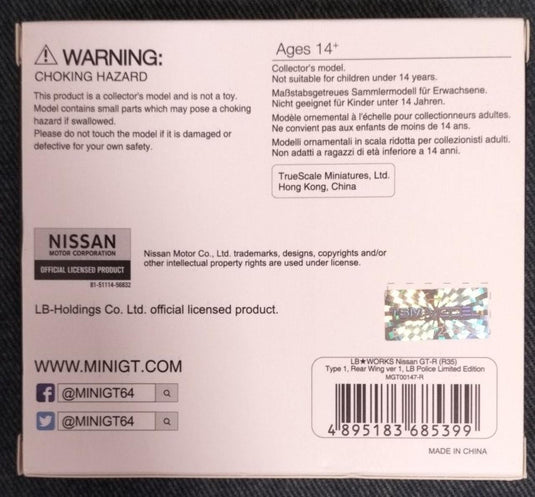 WARNING:
CHOKING HAZARD
This product is a collector's model and is not a toy.
Model contains small parts which may pose a choking
hazard if swallowed.
Please do not touch the model if it is damaged or
defective for your own safety.
Ages 14+
Collector's model.
Not suitable for children under 14 years.
Maßstabsgetreues Sammlermodell für Erwachsene.
Nicht geeignet für Kinder unter 14 Jahren.
Modèle ornemental à l'échelle pour collectionneurs adultes.
Ne convient pas aux enfants de moins de 14 ans.
Modelli ornamentali in scala ridotta per collezionisti adulti.
Non adatti a ragazzi di età inferiore a 14 anni.
TrueScale Miniatures, Ltd.
Hong Kong, China
NISSAN
MOTOR CORPORATION
OFFICIAL LICENSED PRODUCT
81-51114-56832
Nissan Motor Co., Ltd. trademarks, designs, copyrights and/or
other intellectual property rights are used under license.
LB-Holdings Co. Ltd. official licensed product.
WWW.MINIGT.COM
@MINIGT64
@MINIGT64
LB★WORKS Nissan GT-R (R35)
Type 1, Rear Wing ver 1, LB Police Limited Edition
MGT00147-R
4 895183 685399
MADE IN CHINA